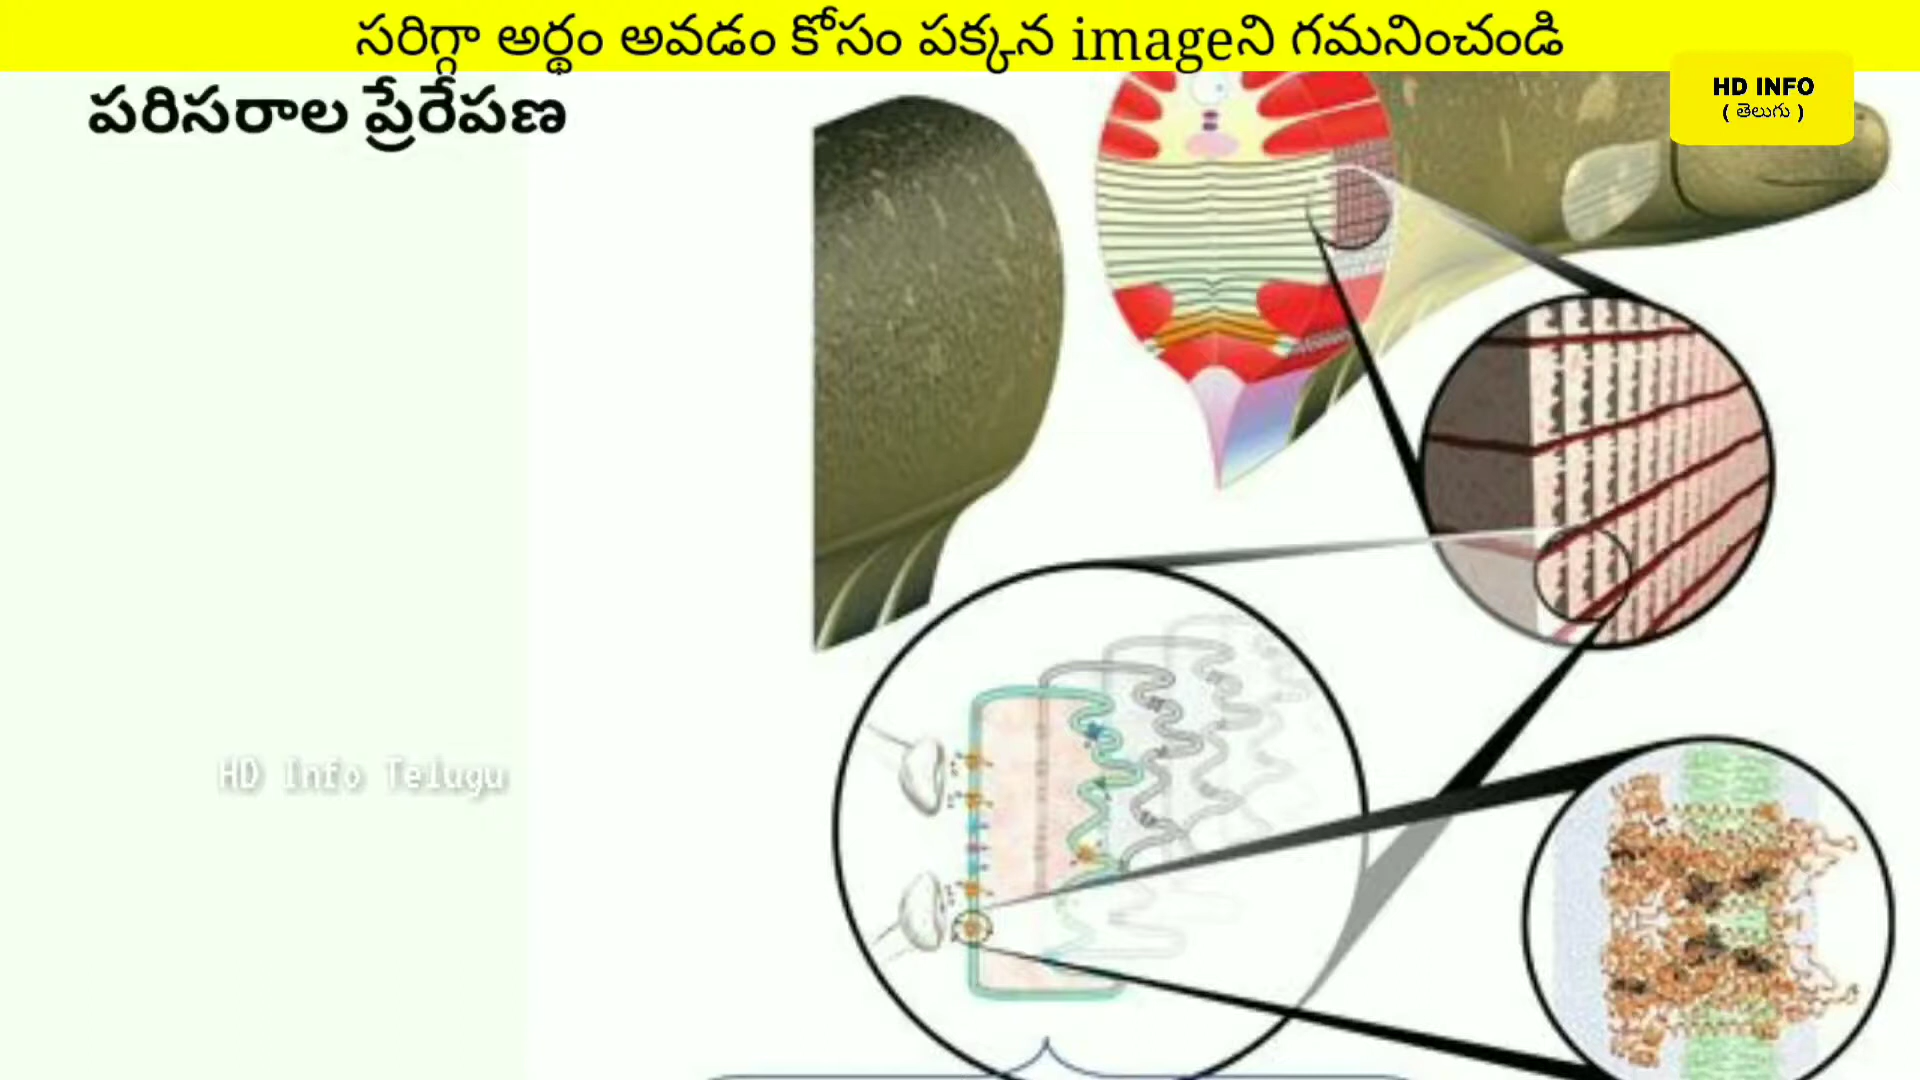 సరిగ్గా అర్థం అవడం కోసం పక్కన imageని గమనించండి
HD INFO
( తెలుగు )
పరిసరాల ప్రేరేపణ
HD Info Telugu